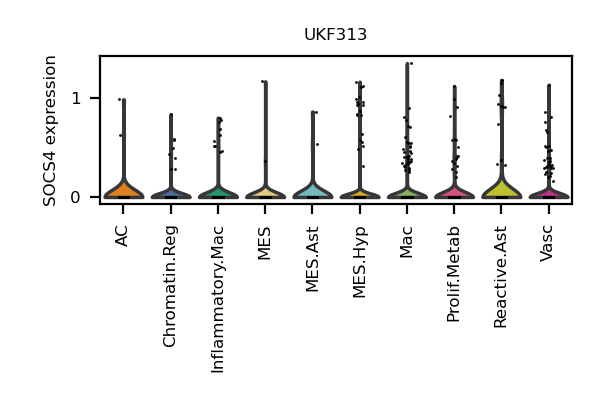 UKF313
SOCS4 expression
1
0
AC
Chromatin.Reg
Inflammatory.Mac
MES
MES.Ast
MES.Hyp
Mac
Prolif.Metab
Reactive.Ast
Vasc